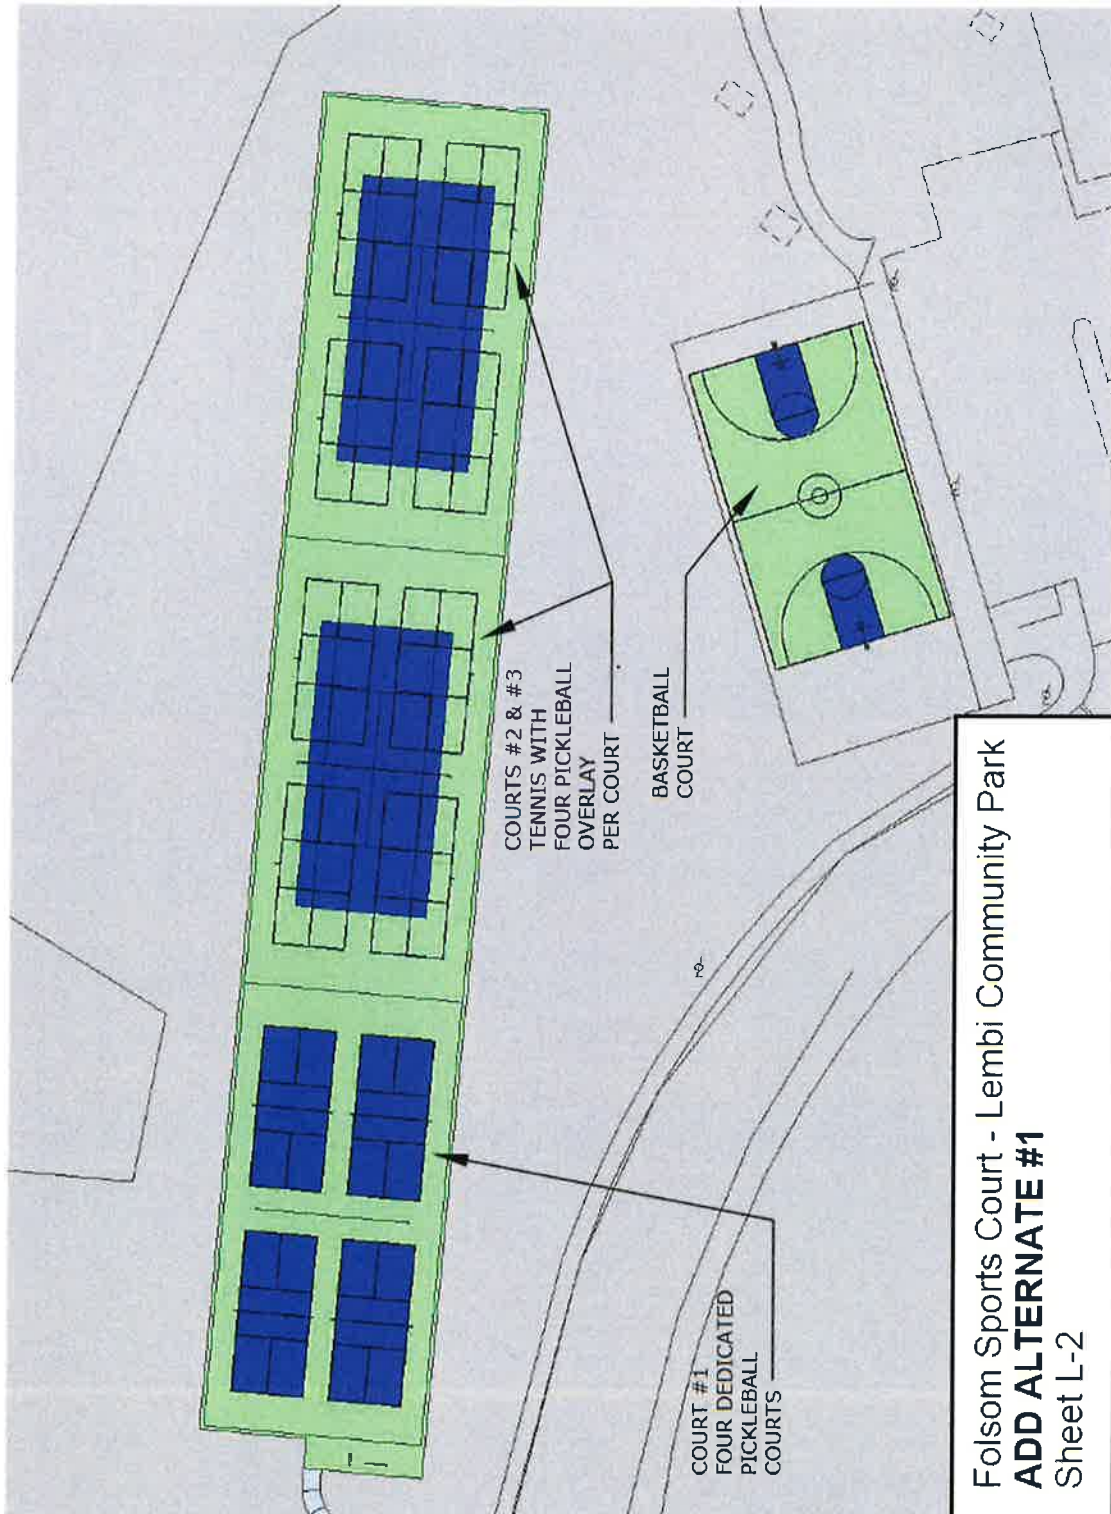 COURT #1
FOUR DEDICATED
PICKLEBALL
COURTS
COURTS #2 & #3
TENNIS WITH
FOUR PICKLEBALL
OVERLAY
PER COURT
BASKETBALL
COURT
Folsom Sports Court - Lembi Community Park
ADD ALTERNATE #1
Sheet L-2